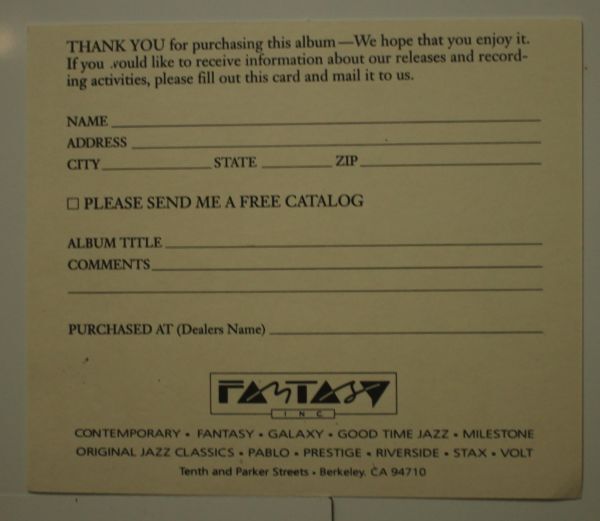 THANK YOU for purchasing this album—We hope that you enjoy it.
If you would like to receive information about our releases and record-
ing activities, please fill out this card and mail it to us.
NAME
ADDRESS
CITY STATE ZIP
☐ PLEASE SEND ME A FREE CATALOG
ALBUM TITLE
COMMENTS
PURCHASED AT (Dealers Name)
FANTASY
INC
CONTEMPORARY • FANTASY • GALAXY • GOOD TIME JAZZ • MILESTONE
ORIGINAL JAZZ CLASSICS • PABLO • PRESTIGE • RIVERSIDE • STAX • VOLT
Tenth and Parker Streets • Berkeley, CA 94710